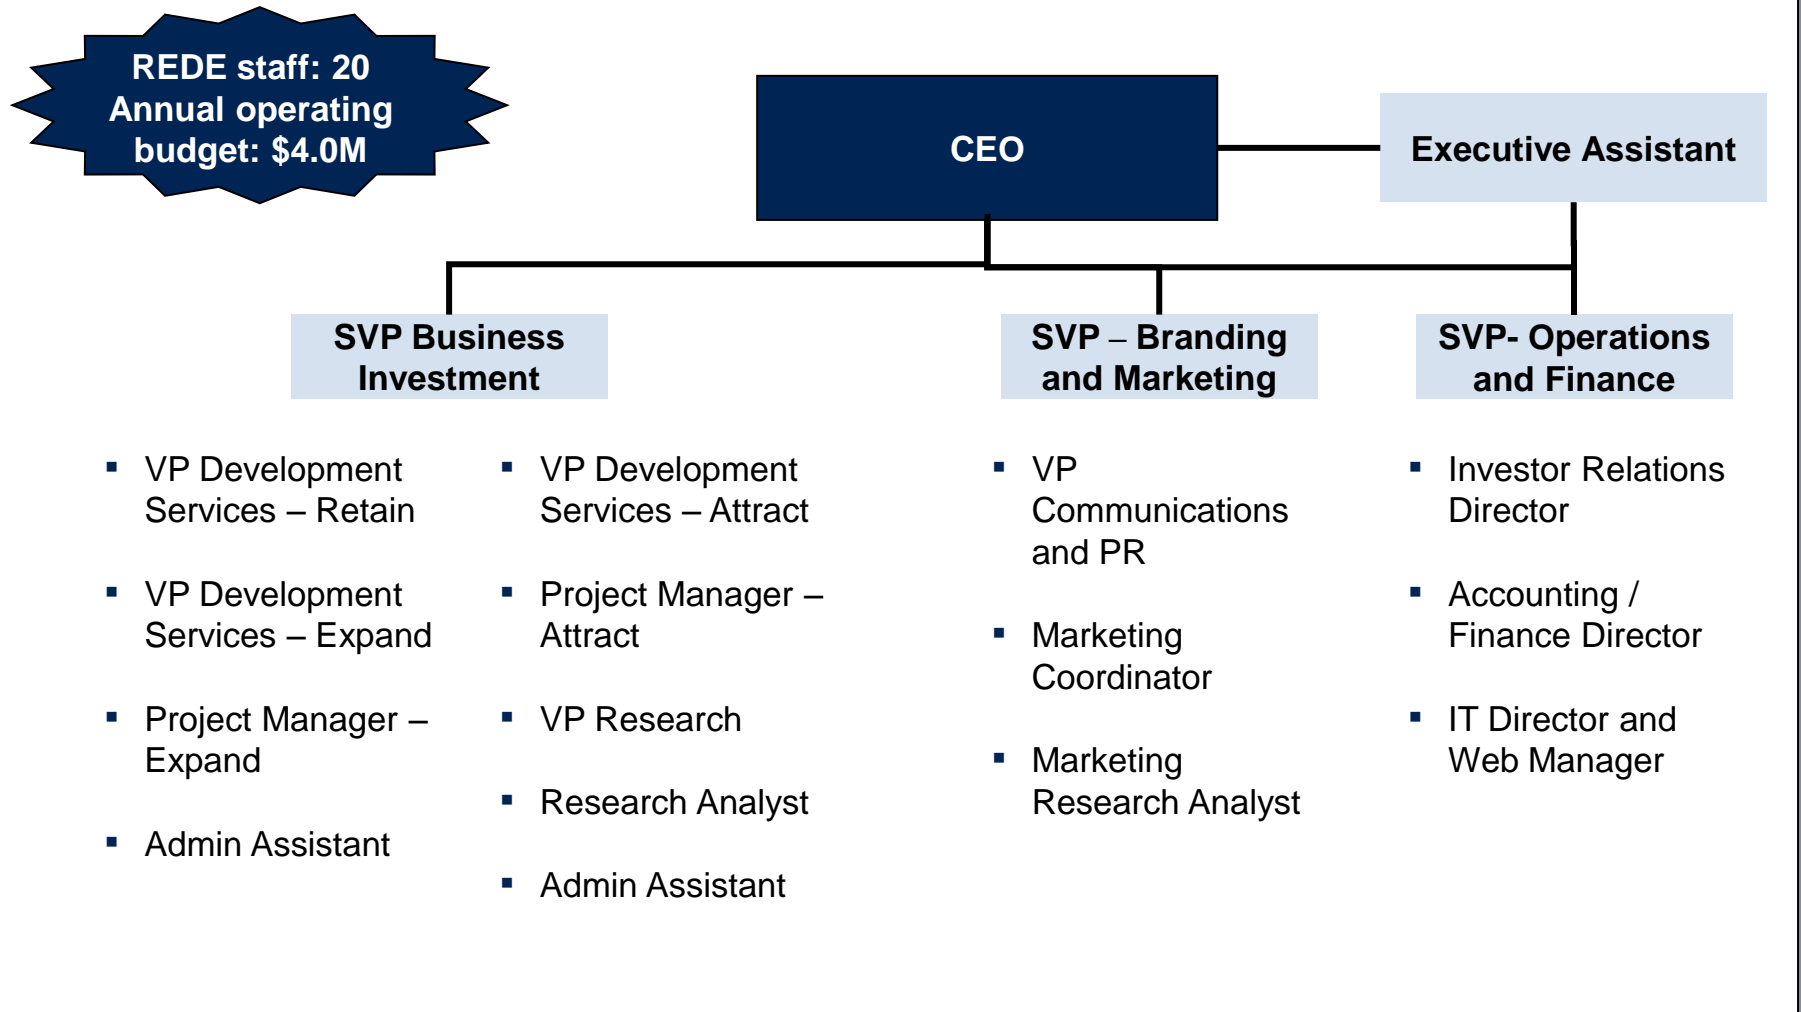 REDE staff: 20
Annual operating
budget: $4.0M
CEO
Executive Assistant
SVP Business
Investment
SVP – Branding
and Marketing
SVP- Operations
and Finance
▪ VP Development
Services – Retain
▪ VP Development
Services – Expand
▪ Project Manager –
Expand
▪ Admin Assistant
▪ VP Development
Services – Attract
▪ Project Manager –
Attract
▪ VP Research
▪ Research Analyst
▪ Admin Assistant
▪ VP
Communications
and PR
▪ Marketing
Coordinator
▪ Marketing
Research Analyst
▪ Investor Relations
Director
▪ Accounting /
Finance Director
▪ IT Director and
Web Manager